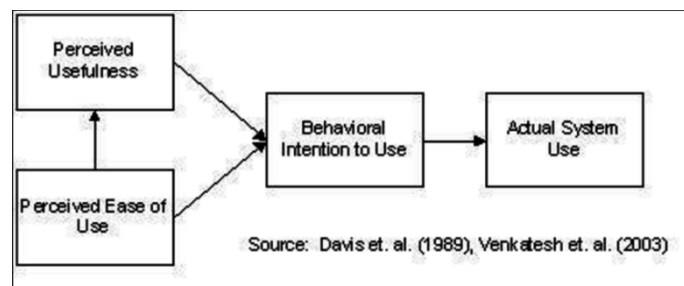 Perceived
Usefulness
Behavioral
Intention to Use
Actual System
Use
Perceived Ease of
Use
Source: Davis et. al. (1989), Venkatesh et. al. (2003)